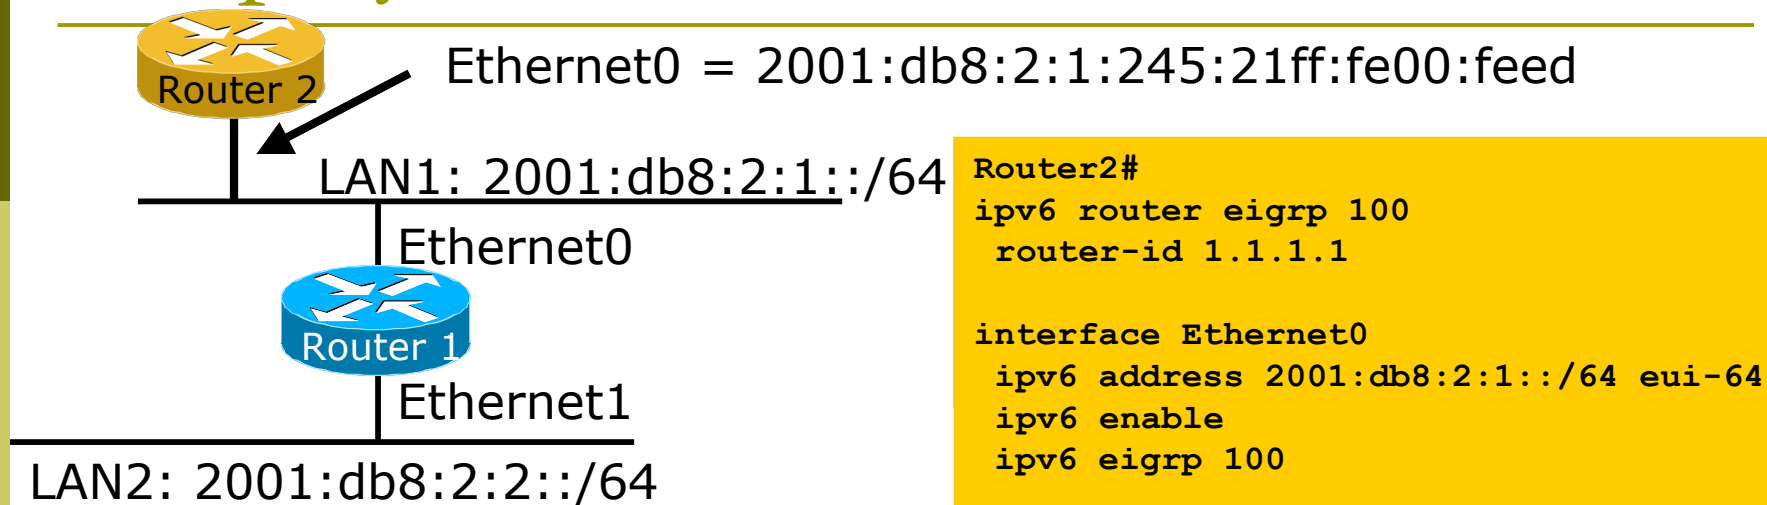 Router 2
Ethernet0 = 2001:db8:2:1:245:21ff:fe00:feed
LAN1: 2001:db8:2:1::/64
Ethernet0
Router 1
Ethernet1
LAN2: 2001:db8:2:2::/64
Router2#
ipv6 router eigrp 100
router-id 1.1.1.1
interface Ethernet0
ipv6 address 2001:db8:2:1::/64 eui-64
ipv6 enable
ipv6 eigrp 100